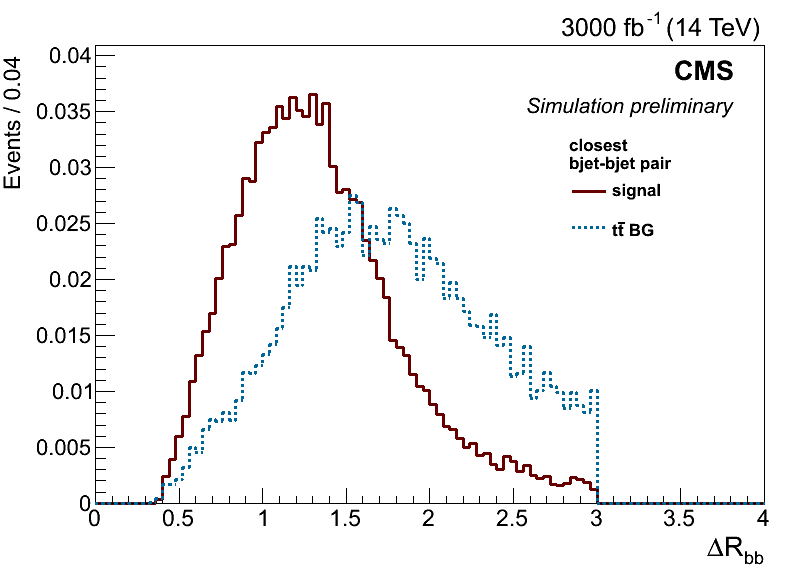 3000 fb⁻¹ (14 TeV)
CMS
Simulation preliminary
closest
bjet-bjet pair
signal
tt̄ BG
Events / 0.04
0.04
0.035
0.03
0.025
0.02
0.015
0.01
0.005
0
0 0.5 1 1.5 2 2.5 3 3.5 4
ΔR_bb